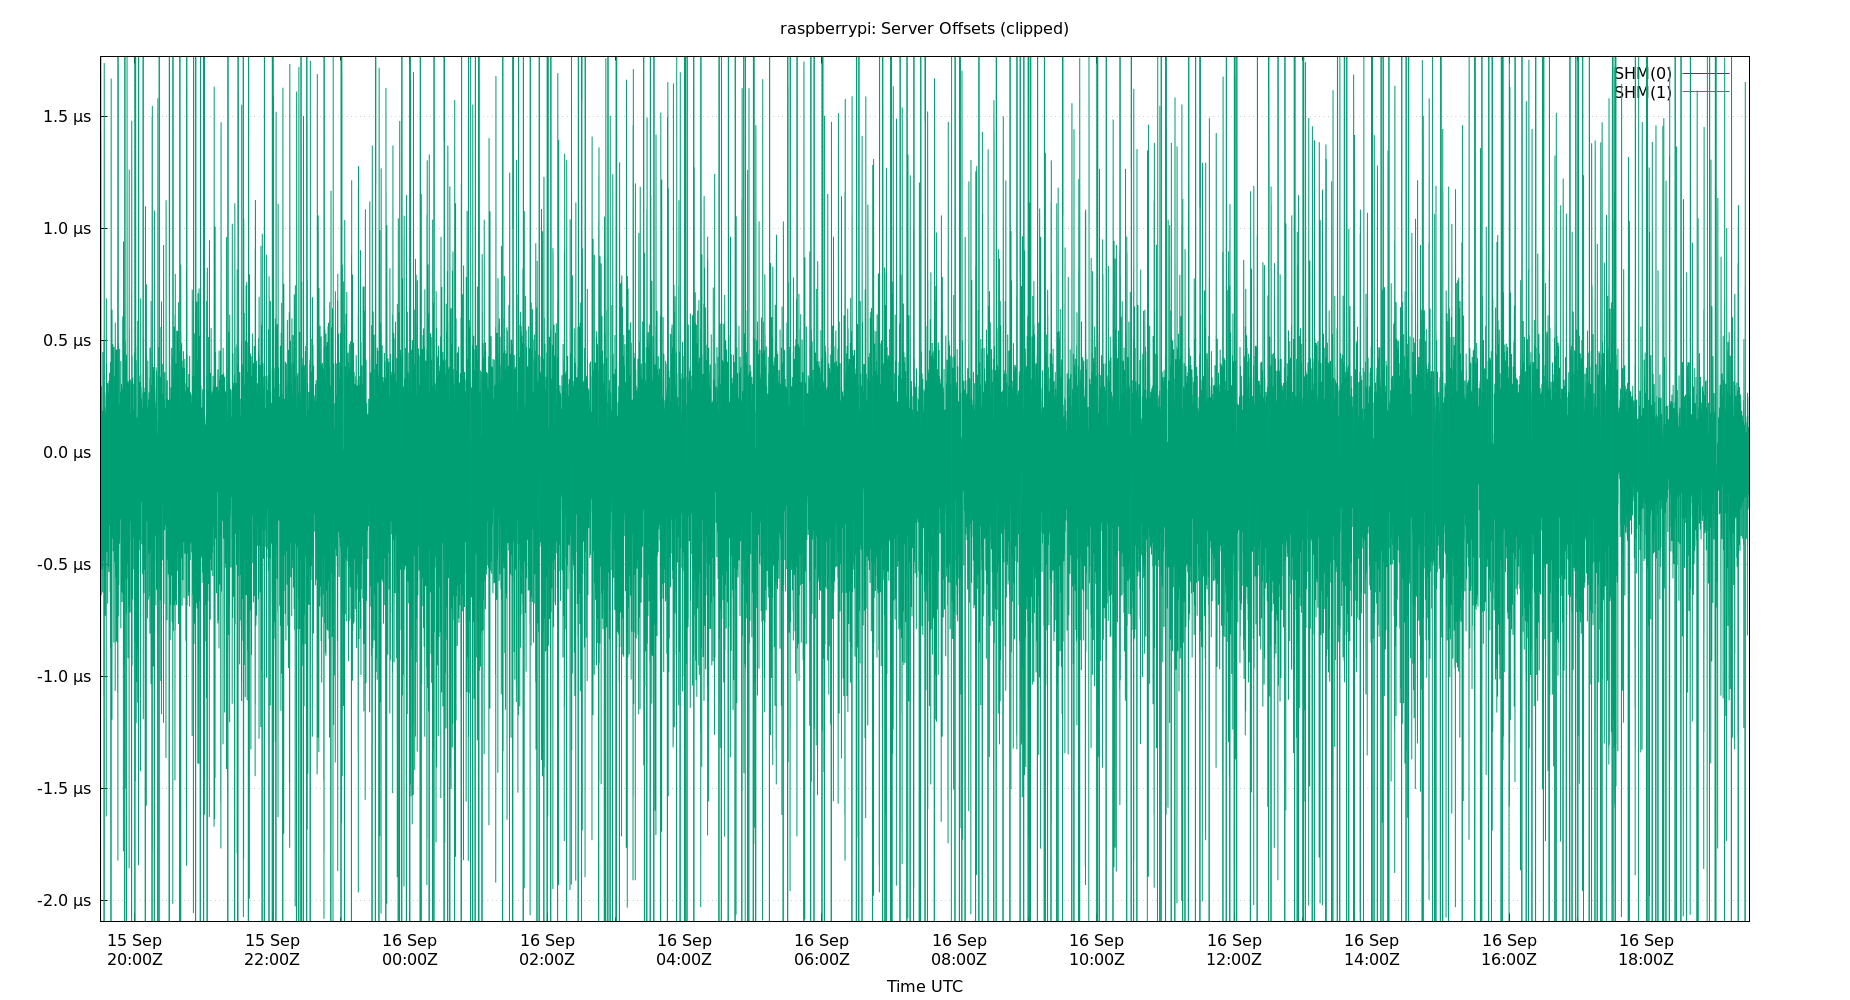 raspberrypi: Server Offsets (clipped)
SHM(0)
SHM(1)
1.5 µs
1.0 µs
0.5 µs
0.0 µs
-0.5 µs
-1.0 µs
-1.5 µs
-2.0 µs
15 Sep 15 Sep 16 Sep 16 Sep 16 Sep 16 Sep 16 Sep 16 Sep 16 Sep 16 Sep 16 Sep 16 Sep
20:00Z 22:00Z 00:00Z 02:00Z 04:00Z 06:00Z 08:00Z 10:00Z 12:00Z 14:00Z 16:00Z 18:00Z
Time UTC